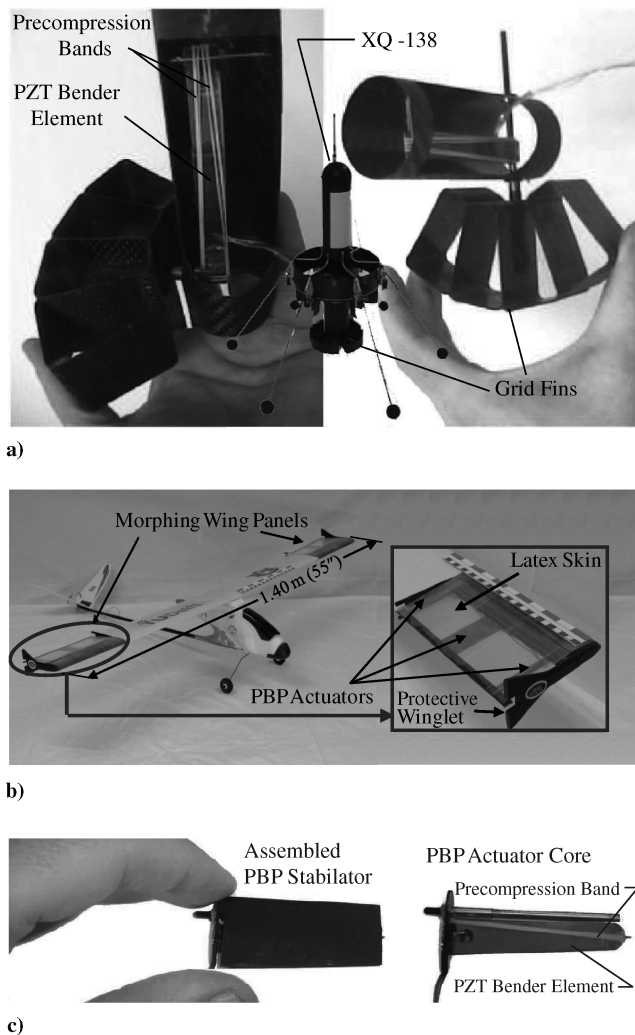 Precompression
Bands
PZT Bender
Element
XQ -138
Grid Fins
a)
Morphing Wing Panels
1.40 m (55″)
Latex Skin
PBP Actuators
Protective
Winglet
b)
Assembled
PBP Stabilator
PBP Actuator Core
Precompression Band
PZT Bender Element
c)